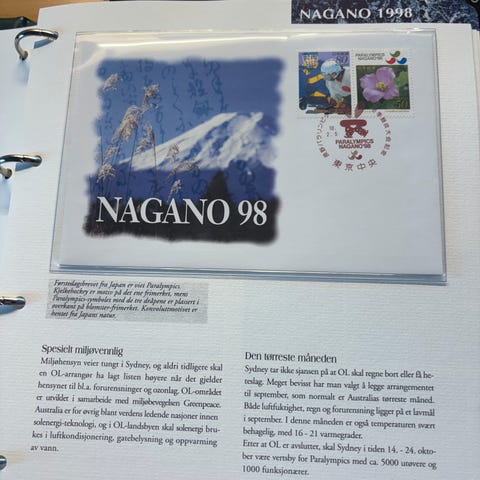 NAGANO 1998
80
PARALYMPICS
NAGANO'98
PARALYMPICS
NAGANO'98
東京中央
NAGANO 98
Førstedagsbrevet fra Japan er viet Paralympics.
Kjelkehockey er motiv på det ene frimerket, mens
Paralympics-symbolet med de tre dråpene er plassert i
overkant på blomster-frimerket. Konvoluttmotivet er
hentet fra Japans natur.
Spesielt miljøvennlig
Miljøhensyn veier tungt i Sydney, og aldri tidligere skal
en OL-arrangør ha lagt listen høyere når det gjelder
hensynet til bl.a. forurensninger og ozonlag. OL-området
er utviklet i samarbeide med miljøbevegelsen Greenpeace.
Australia er for øvrig blant verdens ledende nasjoner innen
solenergi-teknologi, og i OL-landsbyen skal solenergi bru-
kes i luftkondisjonering, gatebelysning og oppvarming
av vann.
Den tørreste måneden
Sydney tar ikke sjansen på at OL skal regne bort eller få he-
teslag. Meget bevisst har man valgt å legge arrangementet
til september, som normalt er Australias tørreste måned.
Både luftfuktighet, regn og forurensning ligger på et lavmål
i september. I denne måneden er også temperaturen svært
behagelig, med 16 - 21 varmegrader.
Etter at OL er avsluttet, skal Sydney i tiden 14. - 24. okto-
ber være vertsby for Paralympics med ca. 5000 utøvere og
1000 funksjonærer.